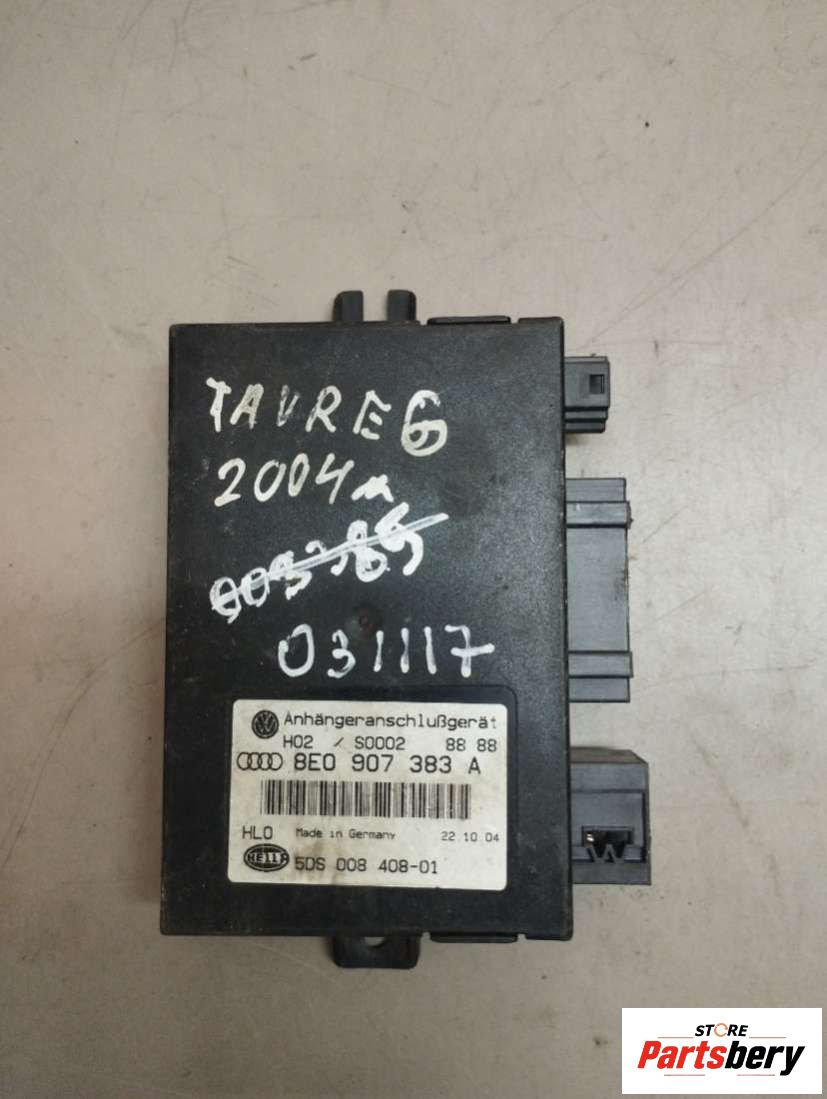 TAVREG
2004
009385
031117
Anhängeranschlußgerät
H02 / S0002 88 88
8E0 907 383 A
HLO Made in Germany 22.10.04
HELLA 5DS 008 408-01
STORE
Partsbery